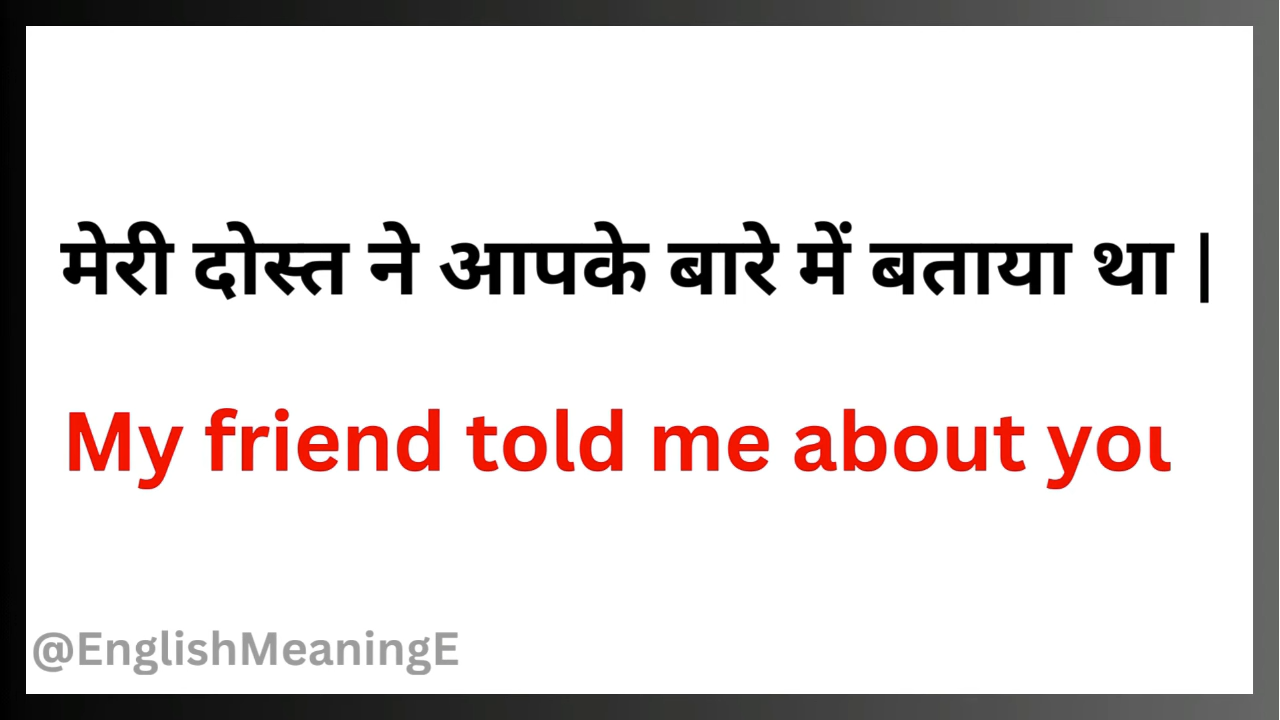 मेरी दोस्त ने आपके बारे में बताया था |
My friend told me about you
@EnglishMeaningE